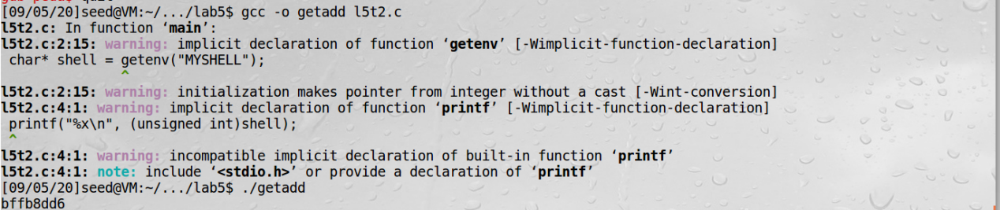 [09/05/20]seed@VM:~/.../lab5$ gcc -o getadd l5t2.c
l5t2.c: In function ‘main’:
l5t2.c:2:15: warning: implicit declaration of function ‘getenv’ [-Wimplicit-function-declaration]
 char* shell = getenv("MYSHELL");
               ^
l5t2.c:2:15: warning: initialization makes pointer from integer without a cast [-Wint-conversion]
l5t2.c:4:1: warning: implicit declaration of function ‘printf’ [-Wimplicit-function-declaration]
 printf("%x\n", (unsigned int)shell);
 ^
l5t2.c:4:1: warning: incompatible implicit declaration of built-in function ‘printf’
l5t2.c:4:1: note: include ‘<stdio.h>’ or provide a declaration of ‘printf’
[09/05/20]seed@VM:~/.../lab5$ ./getadd
bffb8dd6